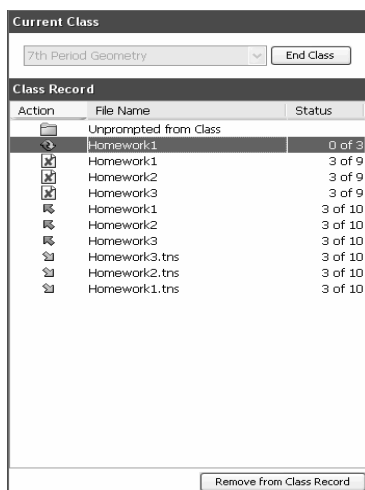 Current Class
7th Period Geometry End Class
Class Record
Action File Name Status
Unprompted from Class
Homework1 0 of 3
Homework1 3 of 9
Homework2 3 of 9
Homework3 3 of 9
Homework1 3 of 10
Homework2 3 of 10
Homework3 3 of 10
Homework3.tns 3 of 10
Homework2.tns 3 of 10
Homework1.tns 3 of 10
Remove from Class Record